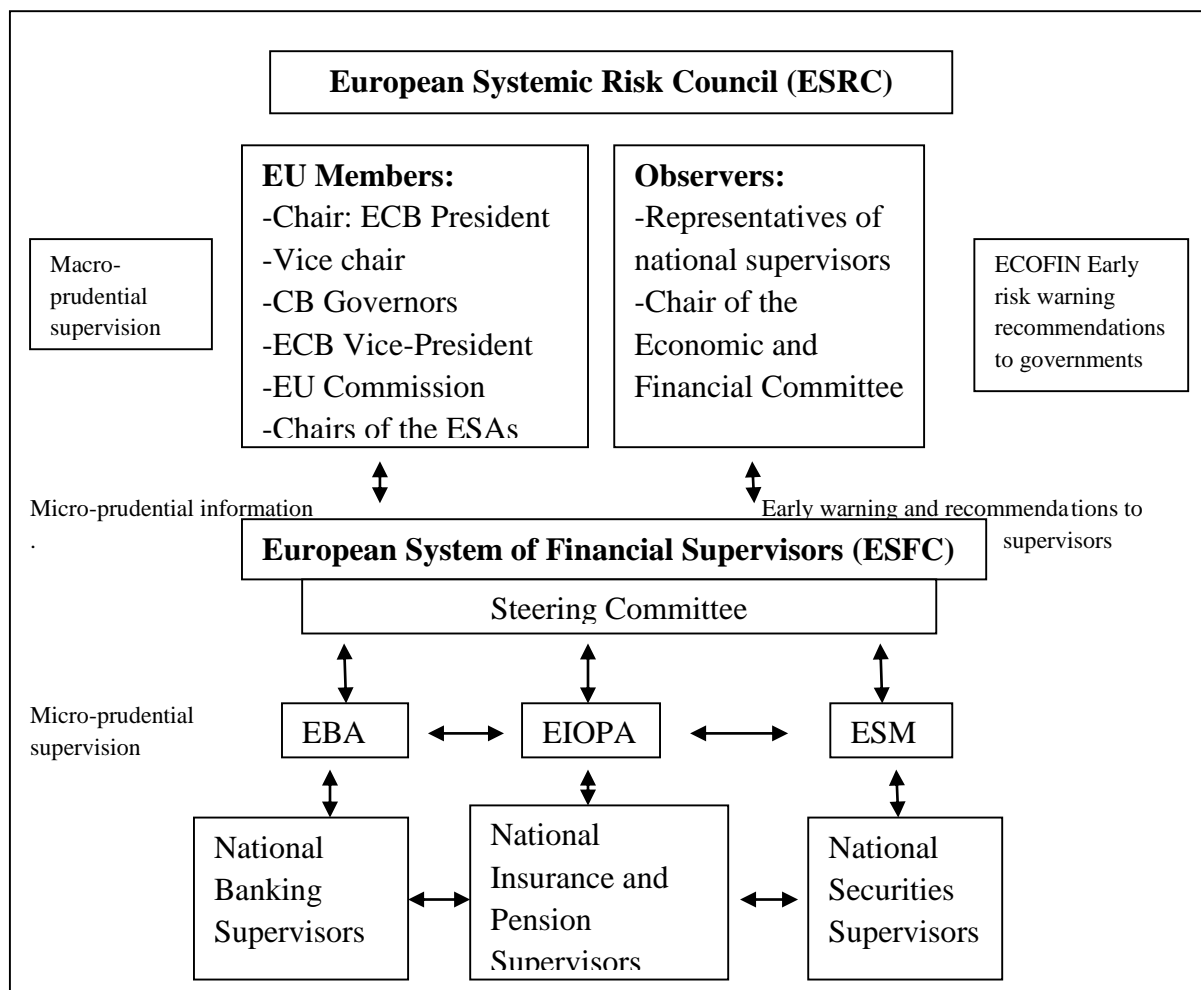 European Systemic Risk Council (ESRC)
EU Members:
-Chair: ECB President
-Vice chair
-CB Governors
-ECB Vice-President
-EU Commission
-Chairs of the ESAs
Observers:
-Representatives of
national supervisors
-Chair of the
Economic and
Financial Committee
Macro-
prudential
supervision
ECOFIN Early
risk warning
recommendations
to governments
Micro-prudential information
.
Early warning and recommendations to
supervisors
European System of Financial Supervisors (ESFC)
Steering Committee
Micro-prudential
supervision
EBA
EIOPA
ESM
National
Banking
Supervisors
National
Insurance and
Pension
Supervisors
National
Securities
Supervisors